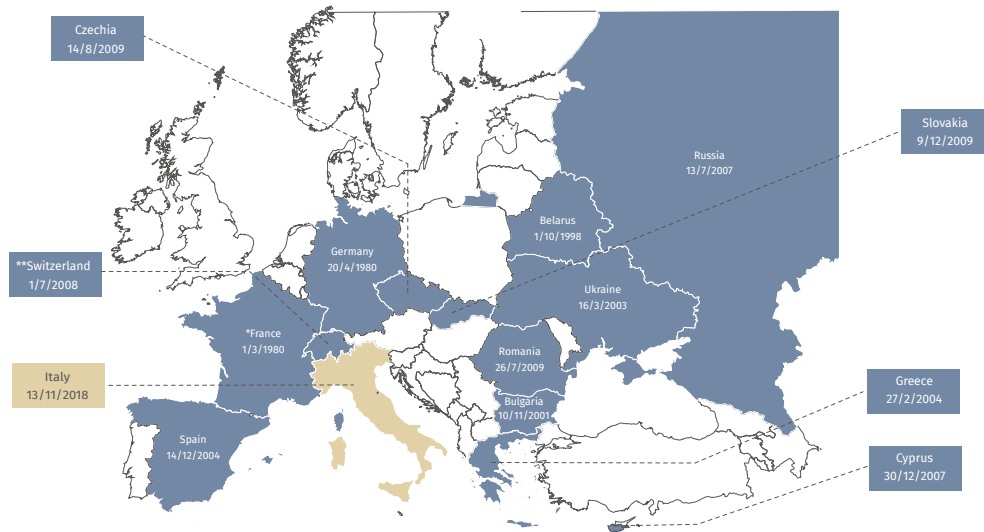 Czechia
14/8/2009
Slovakia
9/12/2009
Russia
13/7/2007
Belarus
1/10/1998
Germany
20/4/1980
**Switzerland
1/7/2008
Ukraine
16/3/2003
*France
1/3/1980
Romania
26/7/2009
Italy
13/11/2018
Greece
27/2/2004
Bulgaria
10/11/2001
Spain
14/12/2004
Cyprus
30/12/2007